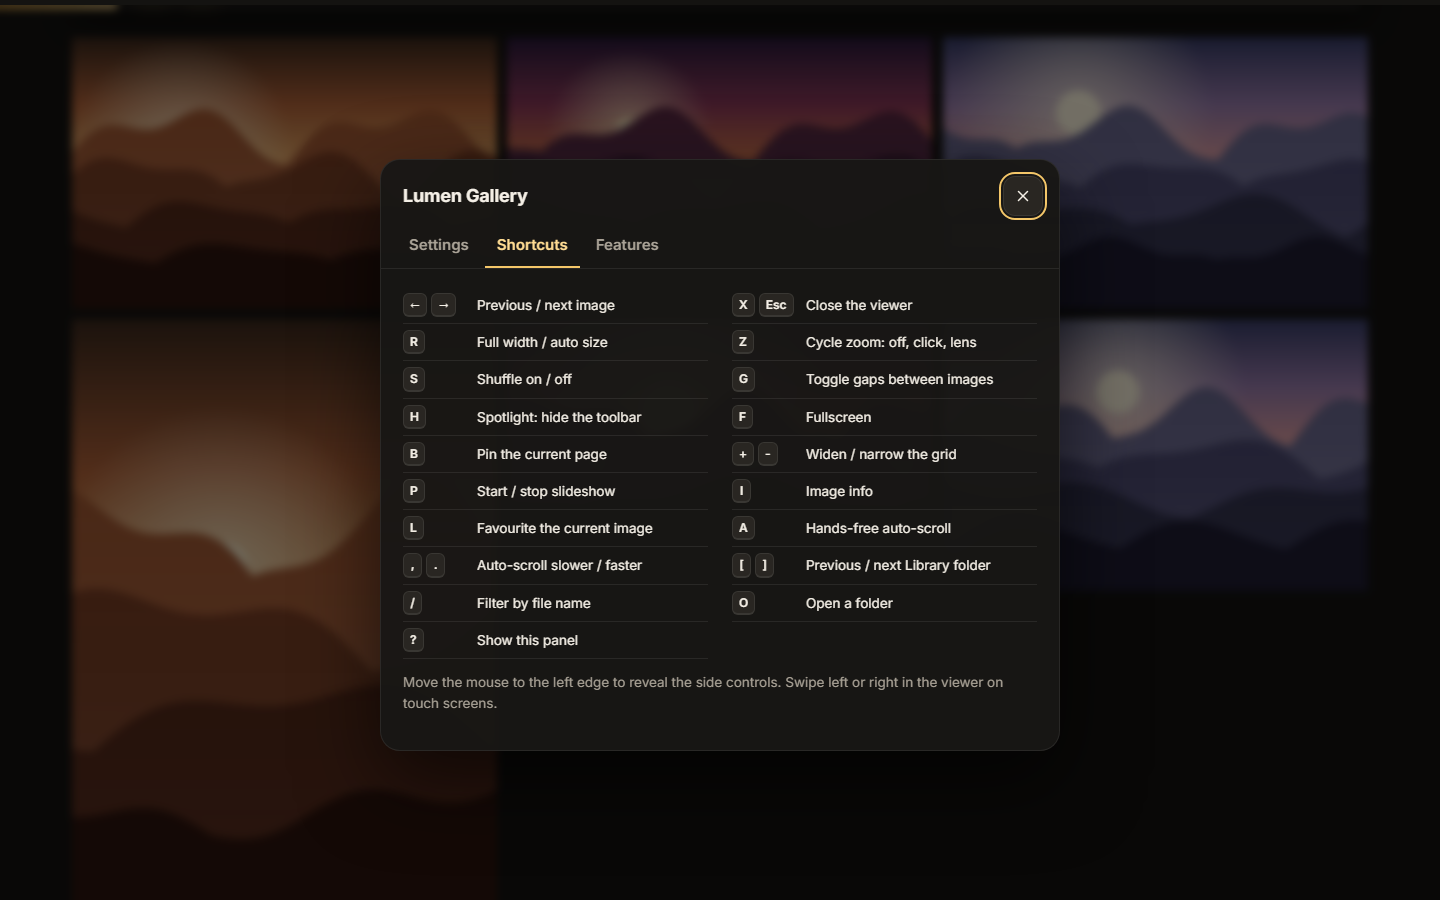 Lumen Gallery
Settings Shortcuts Features
← → Previous / next image
X Esc Close the viewer
R Full width / auto size
Z Cycle zoom: off, click, lens
S Shuffle on / off
G Toggle gaps between images
H Spotlight: hide the toolbar
F Fullscreen
B Pin the current page
+ - Widen / narrow the grid
P Start / stop slideshow
I Image info
L Favourite the current image
A Hands-free auto-scroll
, . Auto-scroll slower / faster
[ ] Previous / next Library folder
/ Filter by file name
O Open a folder
? Show this panel
Move the mouse to the left edge to reveal the side controls. Swipe left or right in the viewer on
touch screens.